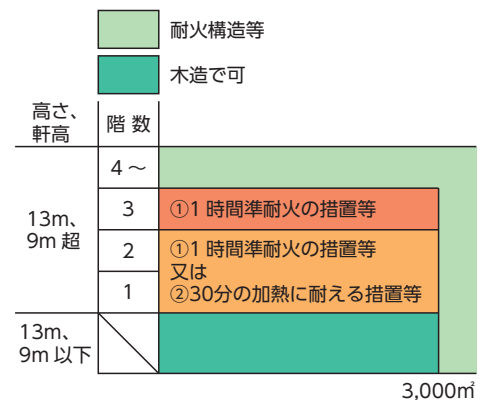 耐火構造等
木造で可
高さ、
軒高
階 数
4 ~
13m、
9m 超
3
①1 時間準耐火の措置等
2
①1 時間準耐火の措置等
又は
②30分の加熱に耐える措置等
1
13m、
9m 以下
3,000㎡